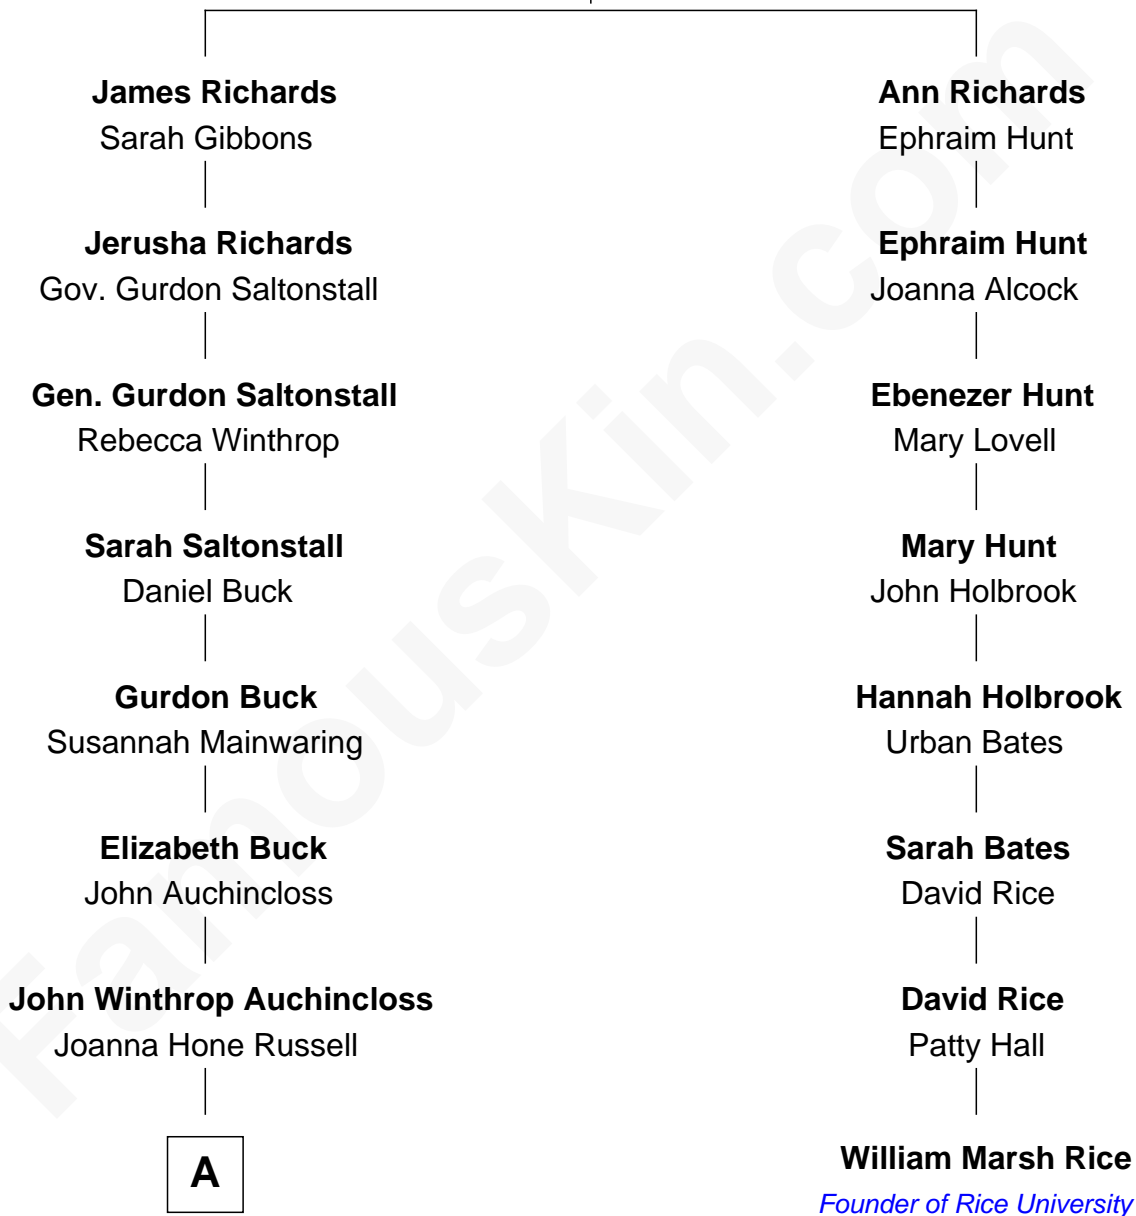 James Richards
Sarah Gibbons
Jerusha Richards
Gov. Gurdon Saltonstall
Gen. Gurdon Saltonstall
Rebecca Winthrop
Sarah Saltonstall
Daniel Buck
Gurdon Buck
Susannah Mainwaring
Elizabeth Buck
John Auchincloss
John Winthrop Auchincloss
Joanna Hone Russell
A
Ann Richards
Ephraim Hunt
Ephraim Hunt
Joanna Alcock
Ebenezer Hunt
Mary Lovell
Mary Hunt
John Holbrook
Hannah Holbrook
Urban Bates
Sarah Bates
David Rice
David Rice
Patty Hall
William Marsh Rice
Founder of Rice University
FamousKin.com